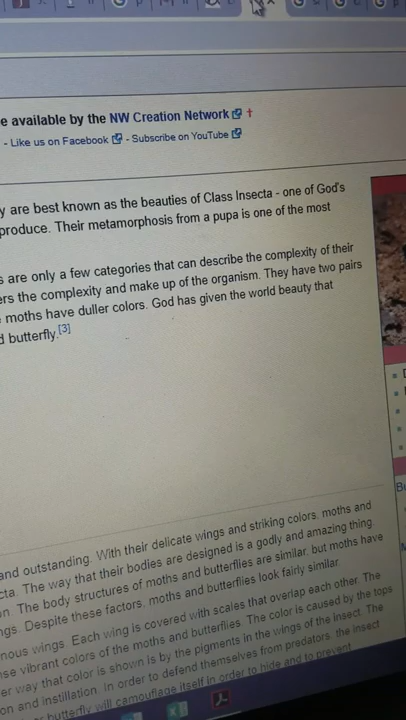 e available by the NW Creation Network †
- Like us on Facebook - Subscribe on YouTube
y are best known as the beauties of Class Insecta - one of God's
produce. Their metamorphosis from a pupa is one of the most
s are only a few categories that can describe the complexity of their
ers the complexity and make up of the organism. They have two pairs
moths have duller colors. God has given the world beauty that
d butterfly.[3]
and outstanding. With their delicate wings and striking colors, moths and
cta. The way that their bodies are designed is a godly and amazing thing.
on. The body structures of moths and butterflies are similar, but moths have
ngs. Despite these factors, moths and butterflies look fairly similar.
nous wings. Each wing is covered with scales that overlap each other. The
nse vibrant colors of the moths and butterflies. The color is caused by the tops
er way that color is shown is by the pigments in the wings of the insect. The
on and instillation. In order to defend themselves from predators, the insect
or butterfly will camouflage itself in order to hide and to prevent